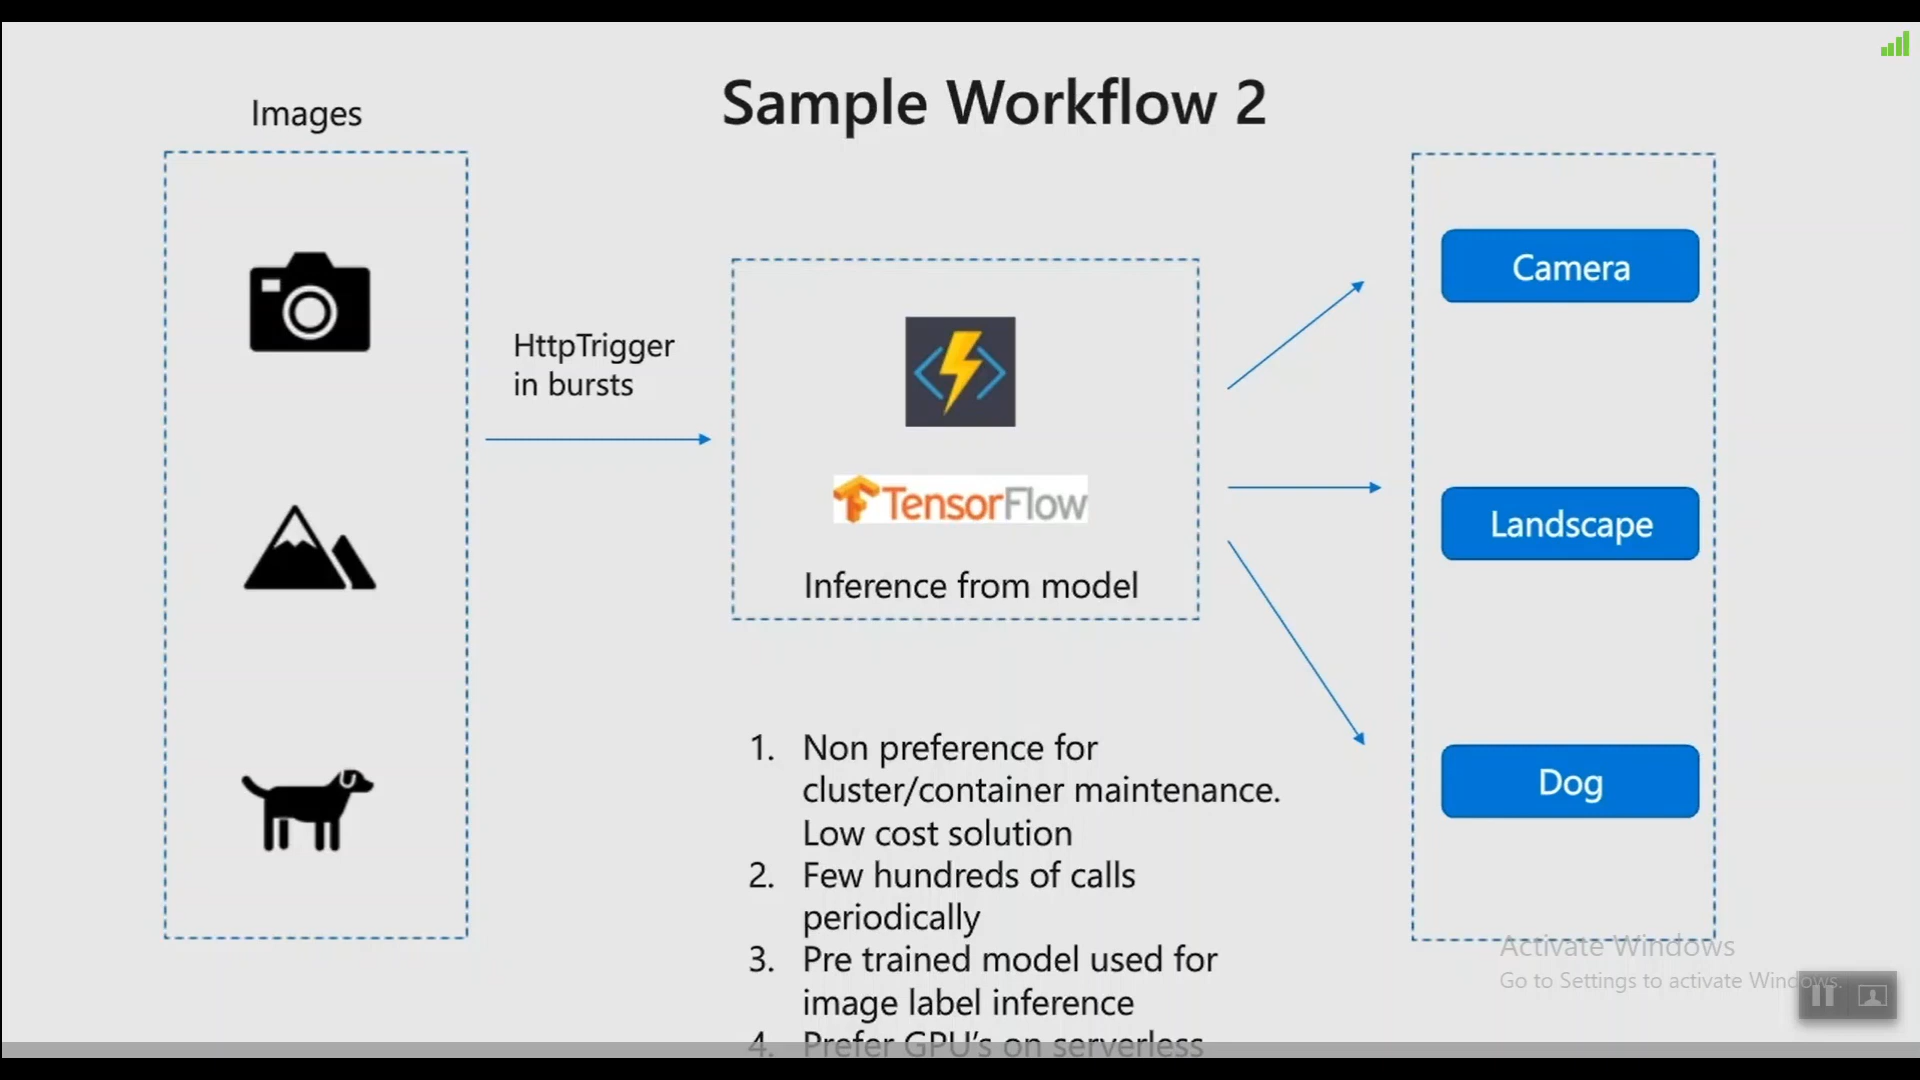 Sample Workflow 2
Images
HttpTrigger
in bursts
TensorFlow
Inference from model
Camera
Landscape
Dog
1. Non preference for
cluster/container maintenance.
Low cost solution
2. Few hundreds of calls
periodically
3. Pre trained model used for
image label inference
4. Prefer GPU's on serverless
Activate Windows
Go to Settings to activate Windows.